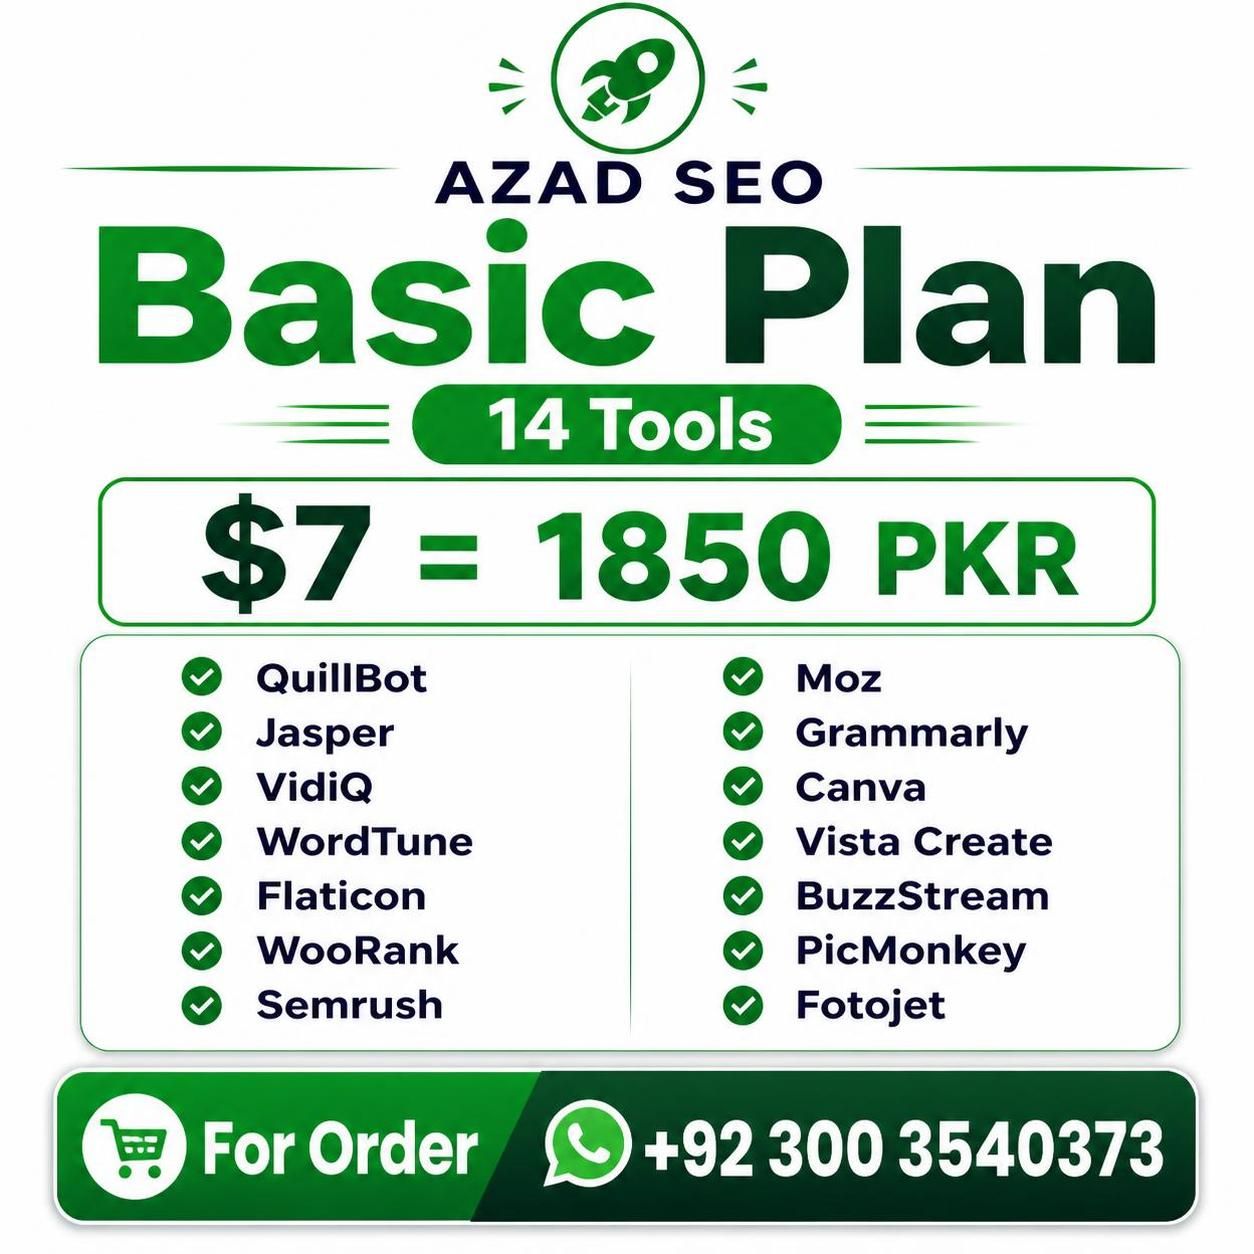 AZAD SEO
Basic Plan
14 Tools
$7 = 1850 PKR
QuillBot
Jasper
VidiQ
WordTune
Flaticon
WooRank
Semrush
Moz
Grammarly
Canva
Vista Create
BuzzStream
PicMonkey
Fotojet
For Order
+92 300 3540373